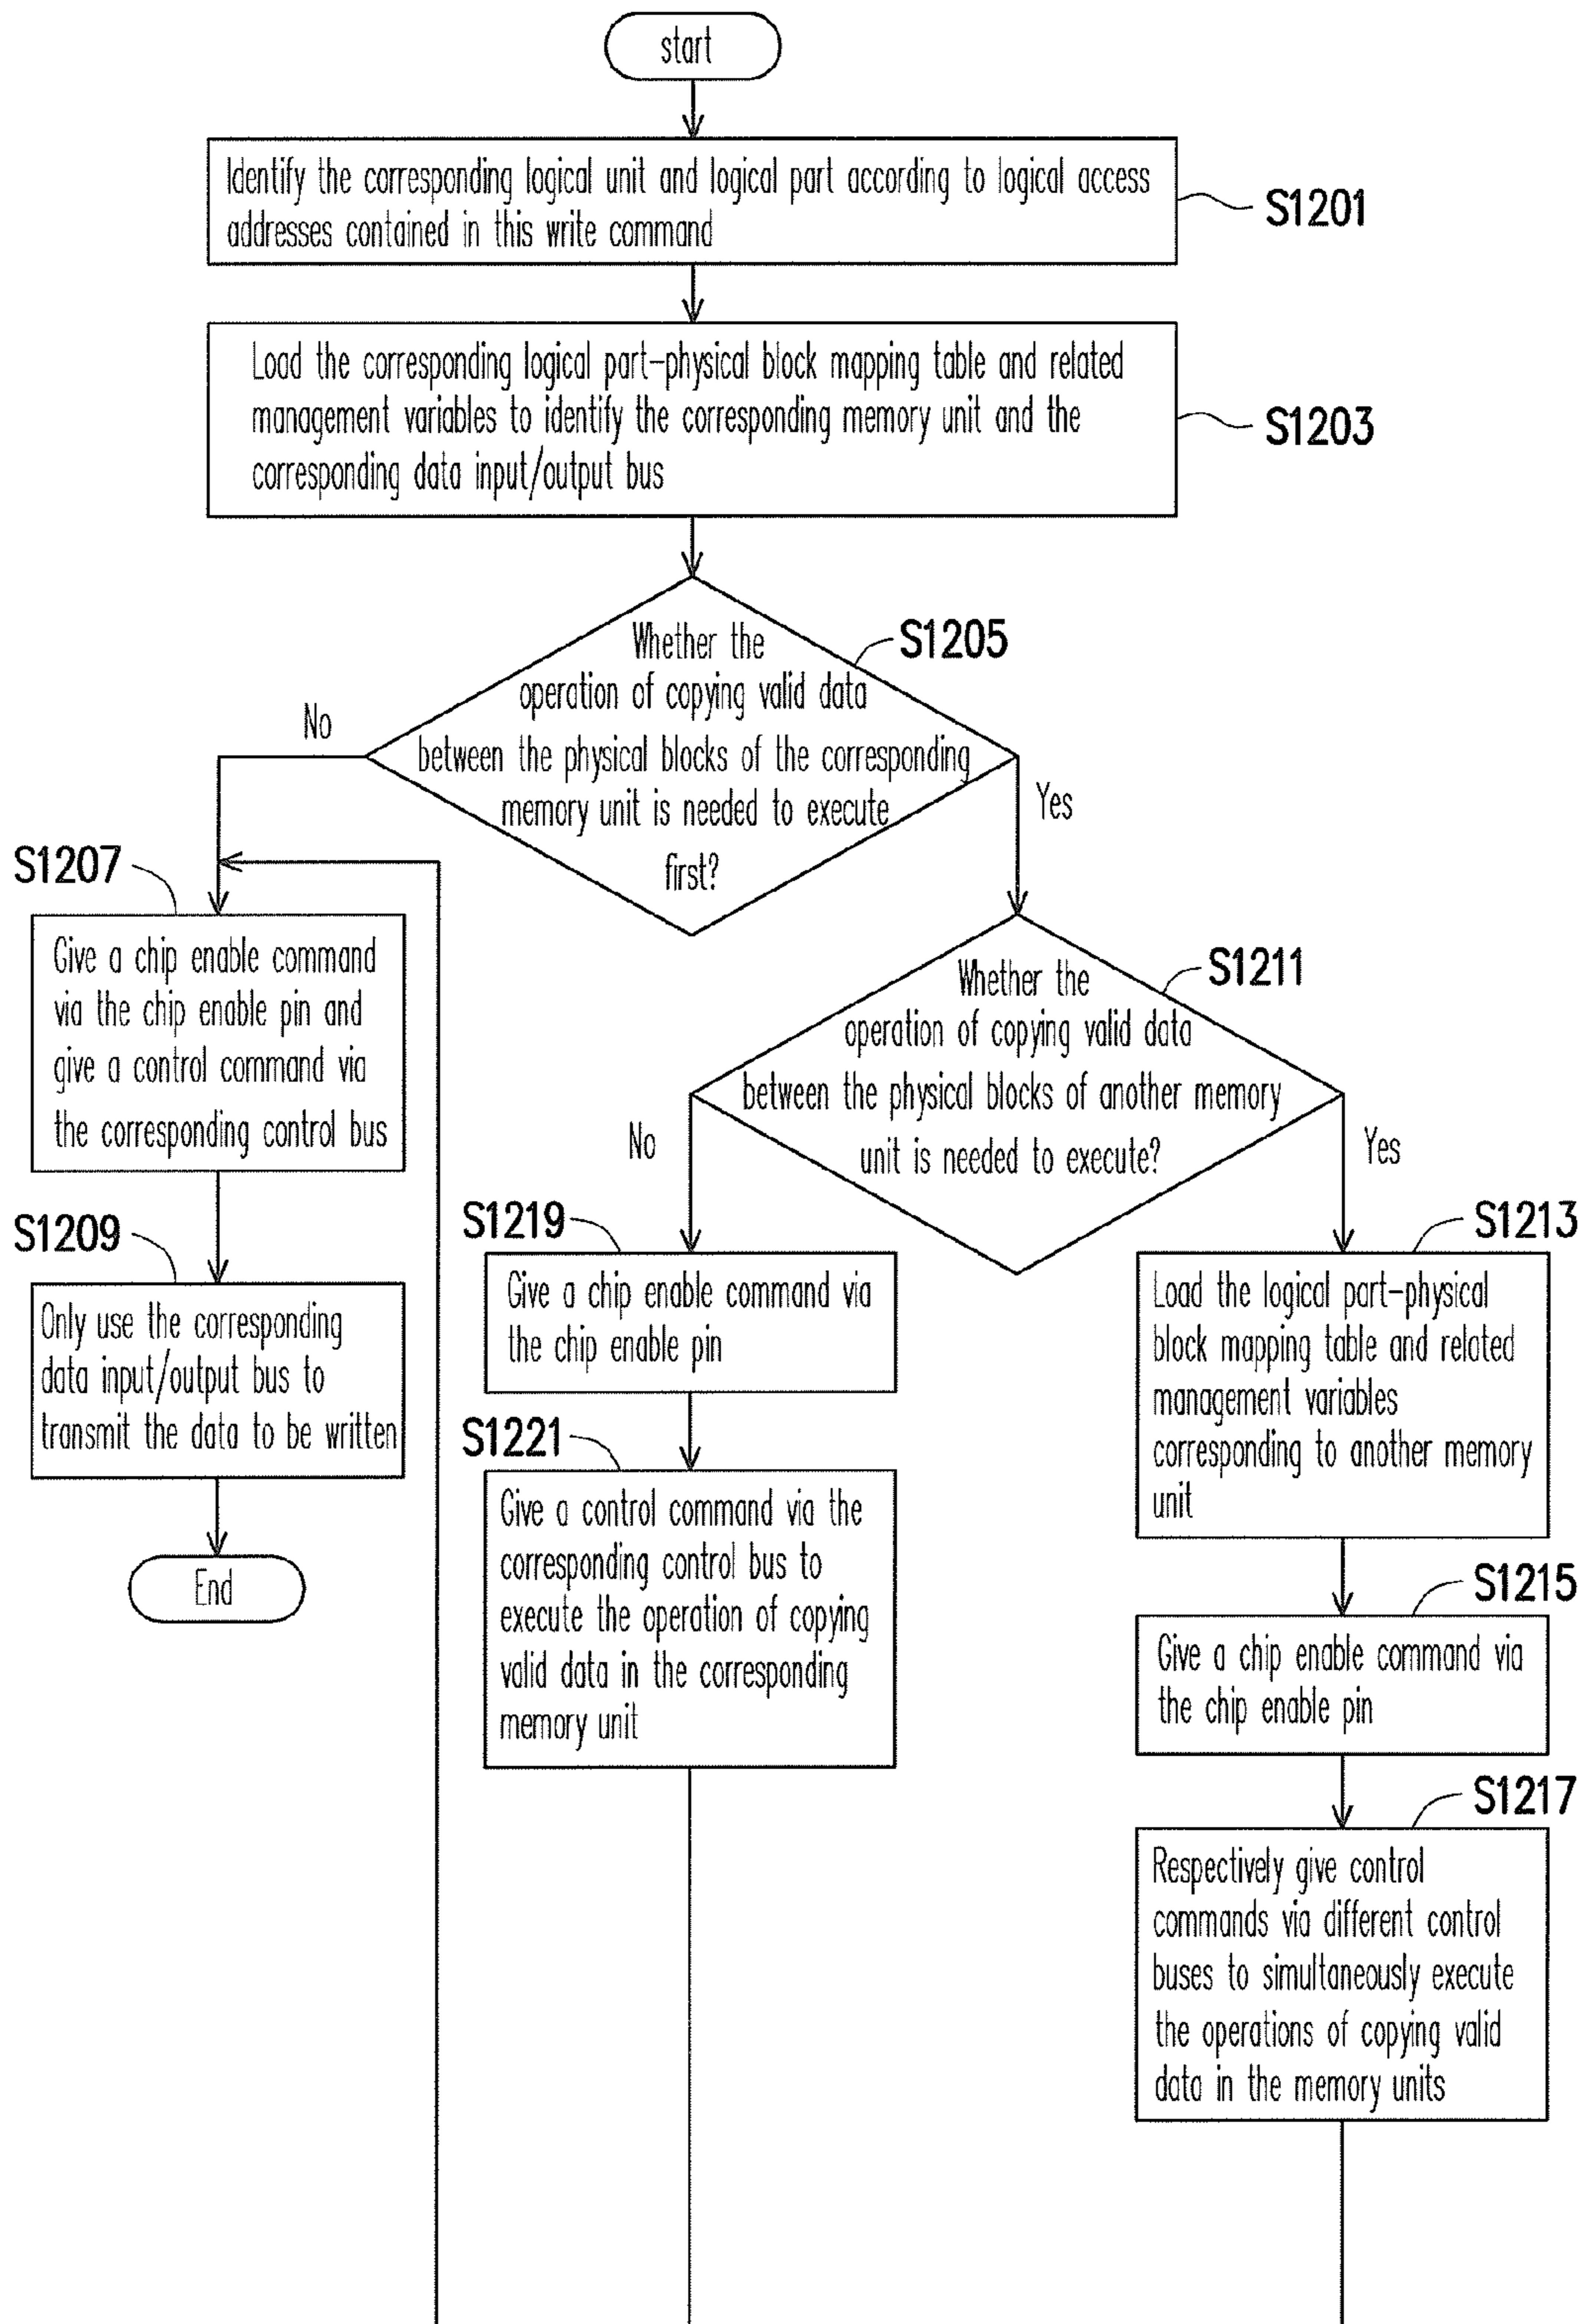 start
Identify the corresponding logical unit and logical part according to logical access
addresses contained in this write command
S1201
Load the corresponding logical part-physical block mapping table and related
management variables to identify the corresponding memory unit and the
corresponding data input/output bus
S1203
Whether the
operation of copying valid data
between the physical blocks of the corresponding
memory unit is needed to execute
first?
S1205
No
Yes
S1207
Give a chip enable command
via the chip enable pin and
give a control command via
the corresponding control bus
S1209
Only use the corresponding
data input/output bus to
transmit the data to be written
End
Whether the
operation of copying valid data
between the physical blocks of another memory
unit is needed to execute?
S1211
No
Yes
S1219
Give a chip enable command via
the chip enable pin
S1221
Give a control command via the
corresponding control bus to
execute the operation of copying
valid data in the corresponding
memory unit
S1213
Load the logical part-physical
block mapping table and related
management variables
corresponding to another memory
unit
S1215
Give a chip enable command via
the chip enable pin
S1217
Respectively give control
commands via different control
buses to simultaneously execute
the operations of copying valid
data in the memory units